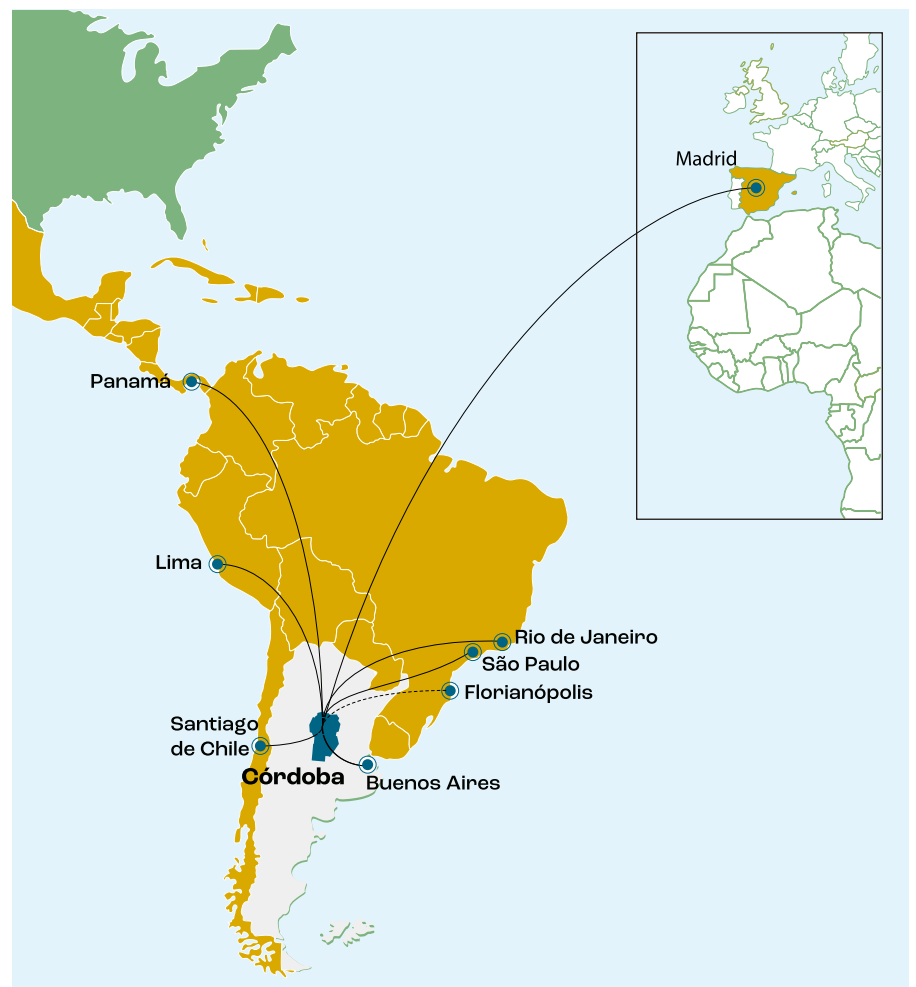 Madrid
Panamá
Lima
Rio de Janeiro
São Paulo
Florianópolis
Santiago
de Chile
Córdoba
Buenos Aires